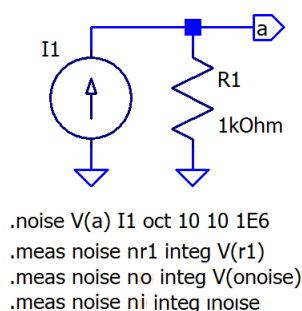 I1
a
R1
1kOhm
.noise V(a) I1 oct 10 10 1E6
.meas noise nr1 integ V(r1)
.meas noise no integ V(onoise)
.meas noise ni integ inoise